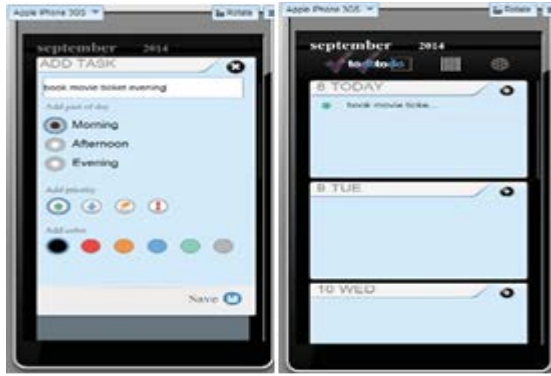 Apple iPhone 3GS
Rotate
september 2014
ADD TASK
book movie ticket evening
Add part of day
Morning
Afternoon
Evening
Add priority
Add color
Save
Apple iPhone 3GS
Rotate
september 2014
8 TODAY
book movie ticke...
9 TUE
10 WED